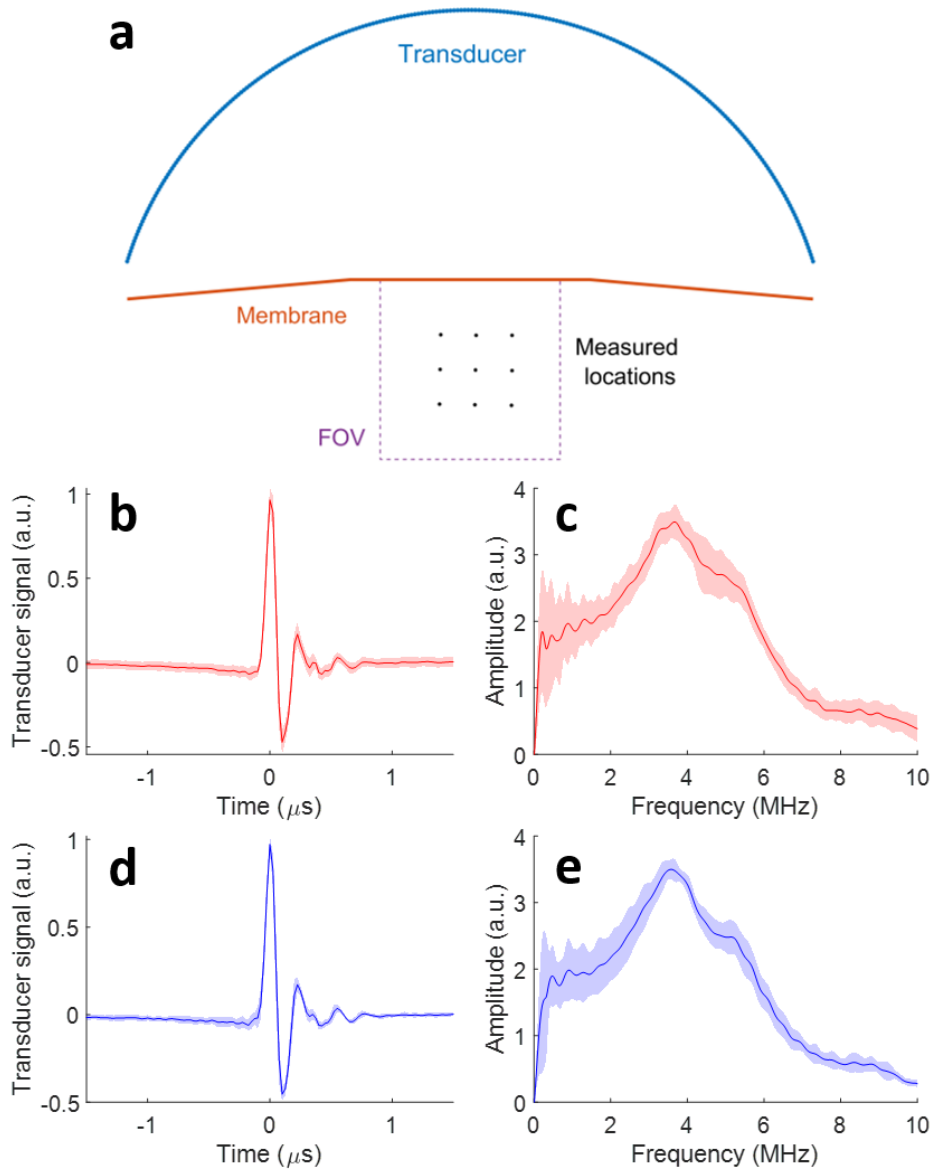 a
Transducer
Membrane
Measured
locations
FOV
b
Transducer signal (a.u.)
1
0.5
0
-0.5
-1
0
1
Time (μs)
c
Amplitude (a.u.)
4
3
2
1
0
0
2
4
6
8
10
Frequency (MHz)
d
Transducer signal (a.u.)
1
0.5
0
-0.5
-1
0
1
Time (μs)
e
Amplitude (a.u.)
4
3
2
1
0
0
2
4
6
8
10
Frequency (MHz)